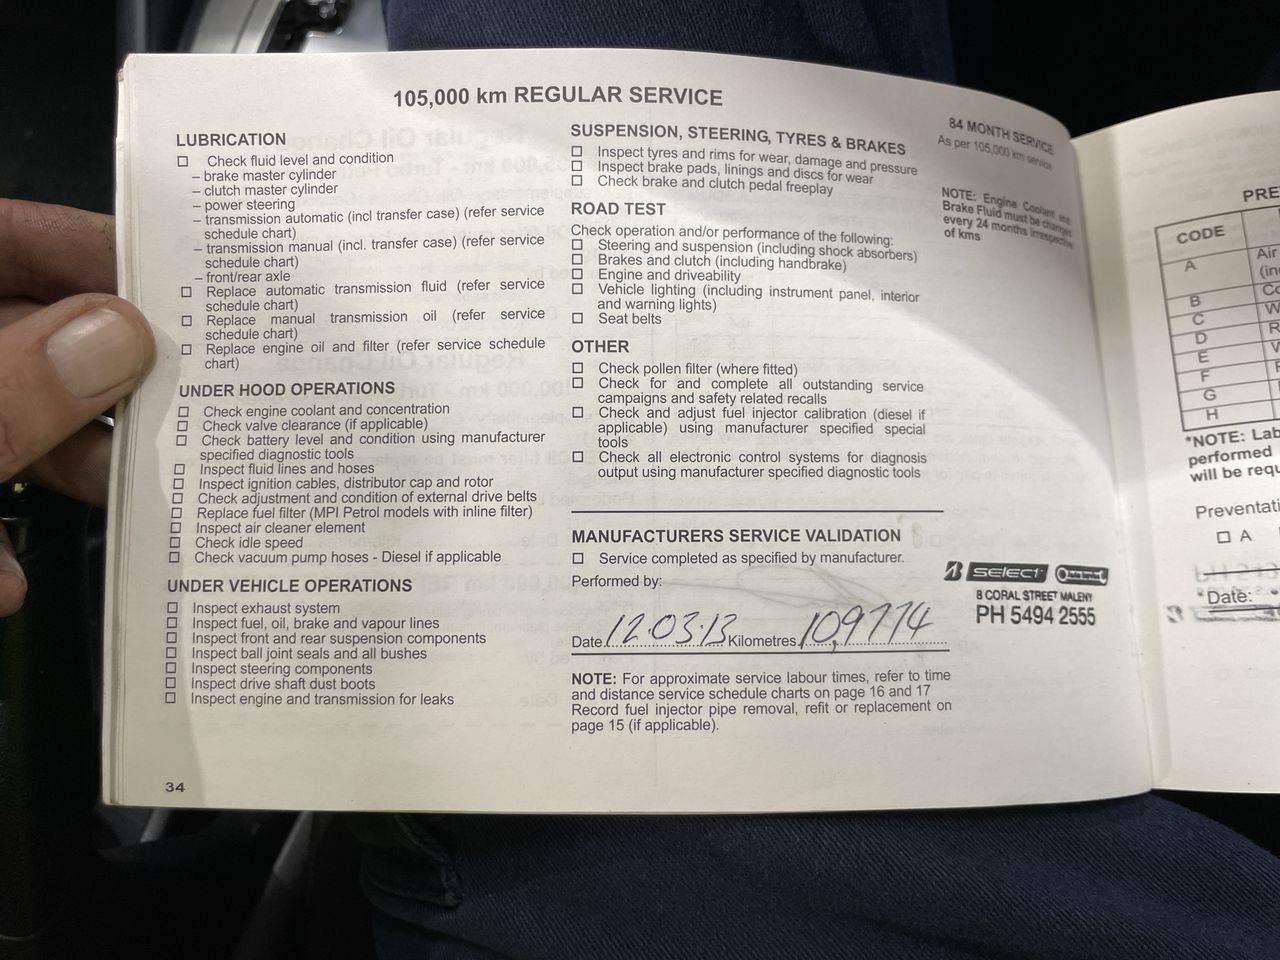 105,000 km REGULAR SERVICE
LUBRICATION
Check fluid level and condition
– brake master cylinder
– clutch master cylinder
– power steering
– transmission automatic (incl transfer case) (refer service
schedule chart)
– transmission manual (incl. transfer case) (refer service
schedule chart)
– front/rear axle
Replace automatic transmission fluid (refer service
schedule chart)
Replace manual transmission oil (refer service
schedule chart)
Replace engine oil and filter (refer service schedule
chart)
UNDER HOOD OPERATIONS
Check engine coolant and concentration
Check valve clearance (if applicable)
Check battery level and condition using manufacturer
specified diagnostic tools
Inspect fluid lines and hoses
Inspect ignition cables, distributor cap and rotor
Check adjustment and condition of external drive belts
Replace fuel filter (MPI Petrol models with inline filter)
Inspect air cleaner element
Check idle speed
Check vacuum pump hoses - Diesel if applicable
UNDER VEHICLE OPERATIONS
Inspect exhaust system
Inspect fuel, oil, brake and vapour lines
Inspect front and rear suspension components
Inspect ball joint seals and all bushes
Inspect steering components
Inspect drive shaft dust boots
Inspect engine and transmission for leaks
34
SUSPENSION, STEERING, TYRES & BRAKES
Inspect tyres and rims for wear, damage and pressure
Inspect brake pads, linings and discs for wear
Check brake and clutch pedal freeplay
ROAD TEST
Check operation and/or performance of the following:
Steering and suspension (including shock absorbers)
Brakes and clutch (including handbrake)
Engine and driveability
Vehicle lighting (including instrument panel, interior
and warning lights)
Seat belts
OTHER
Check pollen filter (where fitted)
Check for and complete all outstanding service
campaigns and safety related recalls
Check and adjust fuel injector calibration (diesel if
applicable) using manufacturer specified special
tools
Check all electronic control systems for diagnosis
output using manufacturer specified diagnostic tools
MANUFACTURERS SERVICE VALIDATION
Service completed as specified by manufacturer.
Performed by:
Date 12.03.13 Kilometres 109,774
NOTE: For approximate service labour times, refer to time
and distance service schedule charts on page 16 and 17
Record fuel injector pipe removal, refit or replacement on
page 15 (if applicable).
84 MONTH SERVICE
As per 105,000 km service
NOTE: Engine Coolant and
Brake Fluid must be changed
every 24 months irrespective
of kms
SELECT
8 CORAL STREET MALENY
PH 5494 2555
PRE
CODE
A
Air
(in
B
Co
C
W
D
R
E
F
G
H
*NOTE: Lab
performed
will be requ
Preventati
A
*Date: